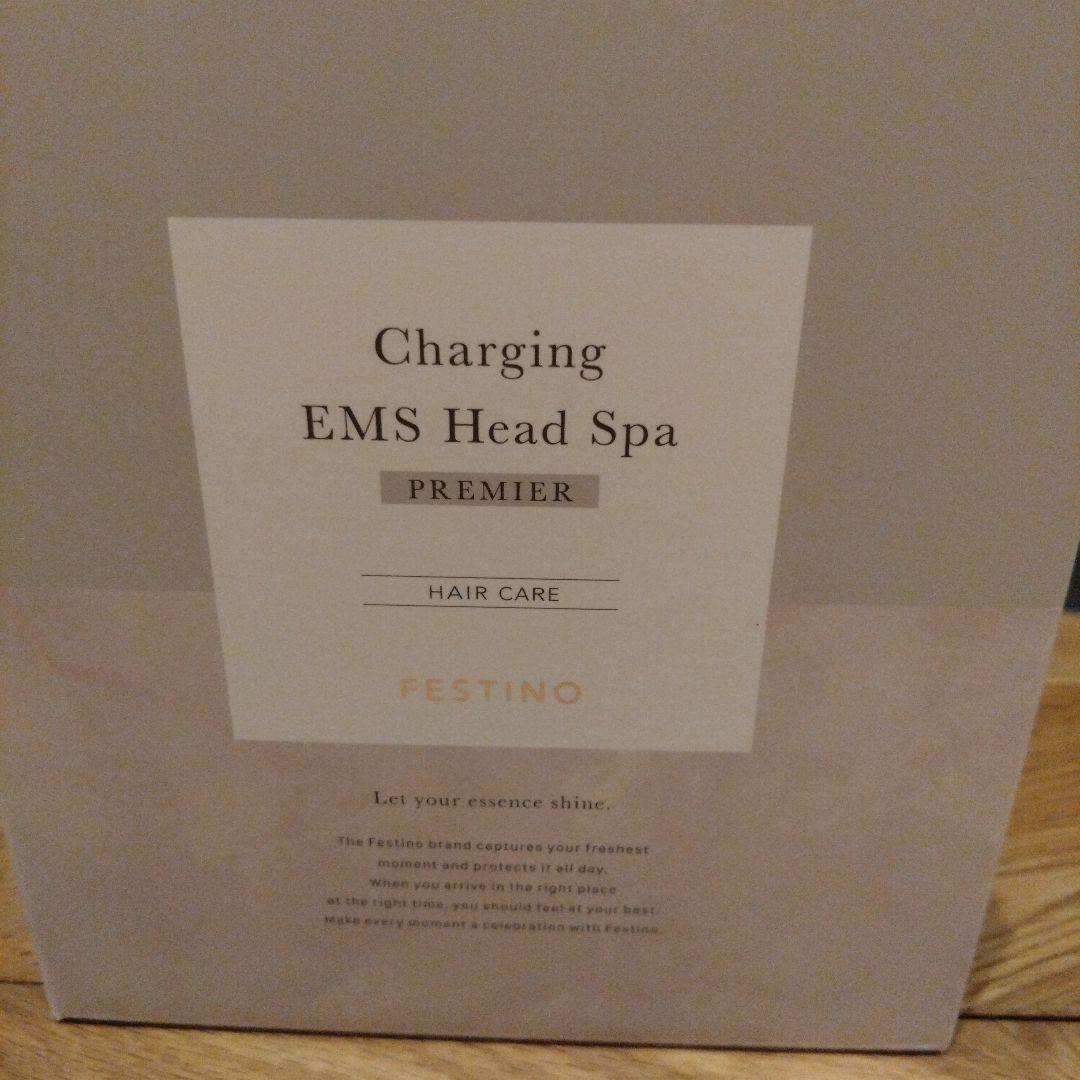 Charging
EMS Head Spa
PREMIER
HAIR CARE
FESTINO
Let your essence shine.
The Festino brand captures your freshest
moment and protects it all day.
When you arrive in the right place
at the right time, you should feel at your best.
Make every moment a celebration with Festino.